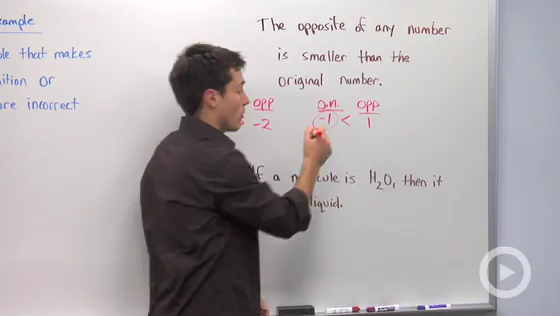 xample
le that makes
ition or
are incorrect
The opposite of any number
is smaller than the
original number.
opp
-2
o.n. opp
-1 < 1
a molecule is H₂O, then it
liquid.